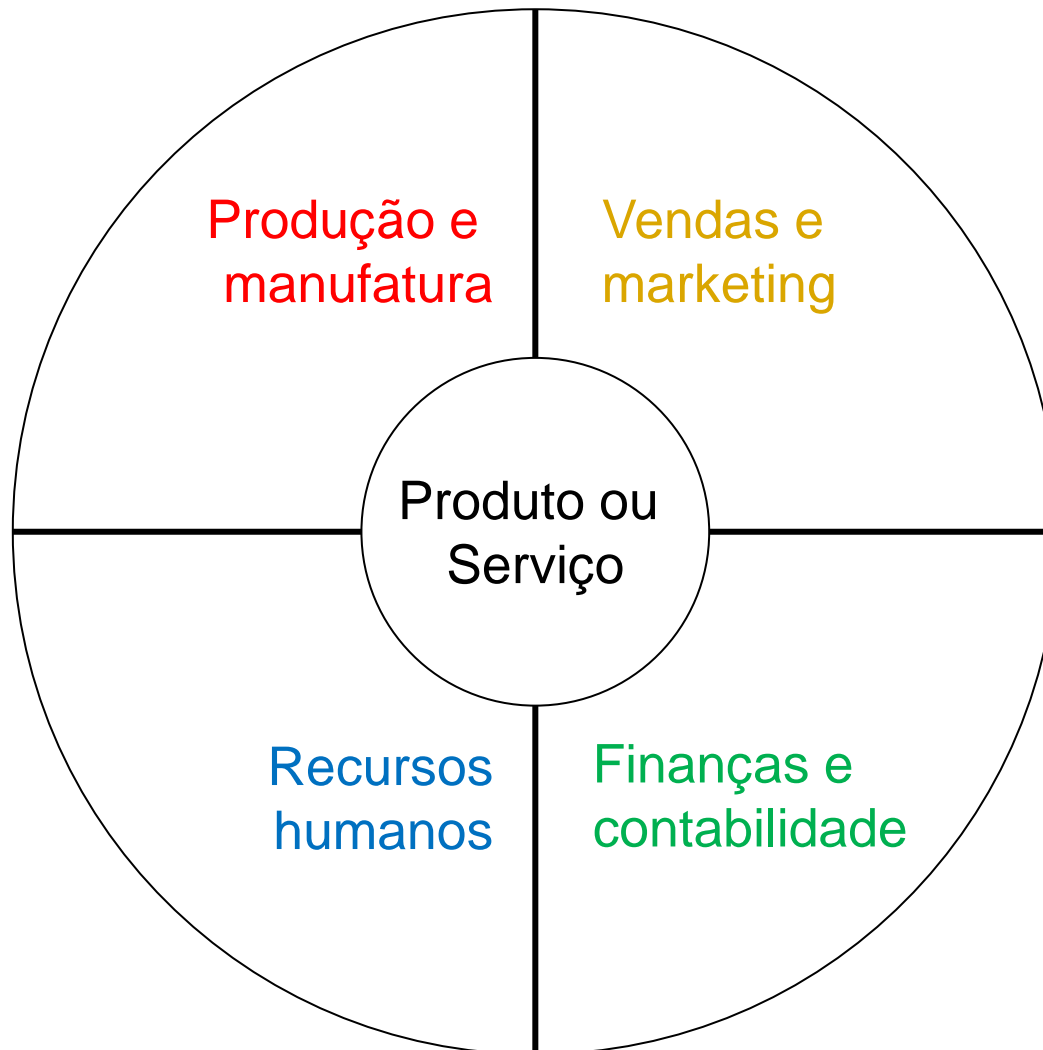 Produção e
manufatura
Vendas e
marketing
Produto ou
Serviço
Recursos
humanos
Finanças e
contabilidade